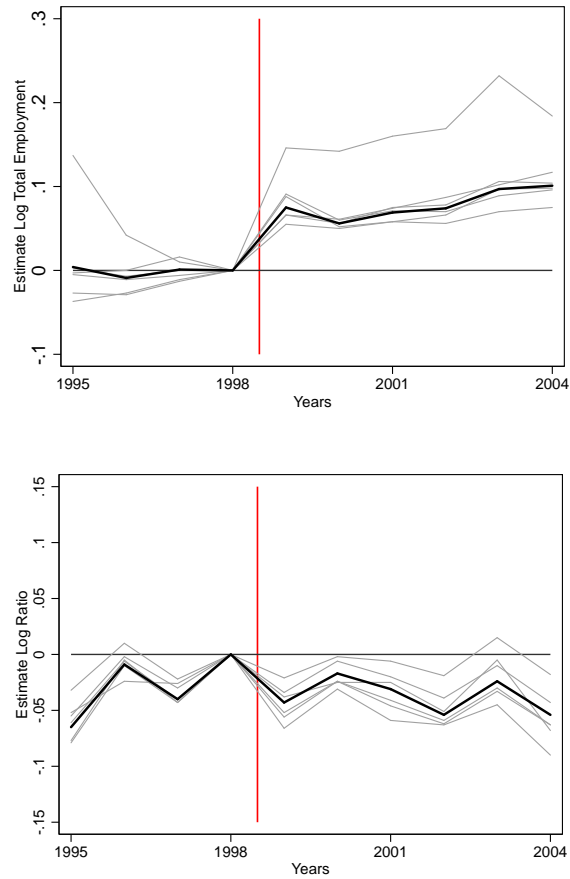 Estimate Log Total Employment
.3
.2
.1
0
-.1
1995 1998 2001 2004
Years
Estimate Log Ratio
.15
.1
.05
0
-.05
-.1
-.15
1995 1998 2001 2004
Years